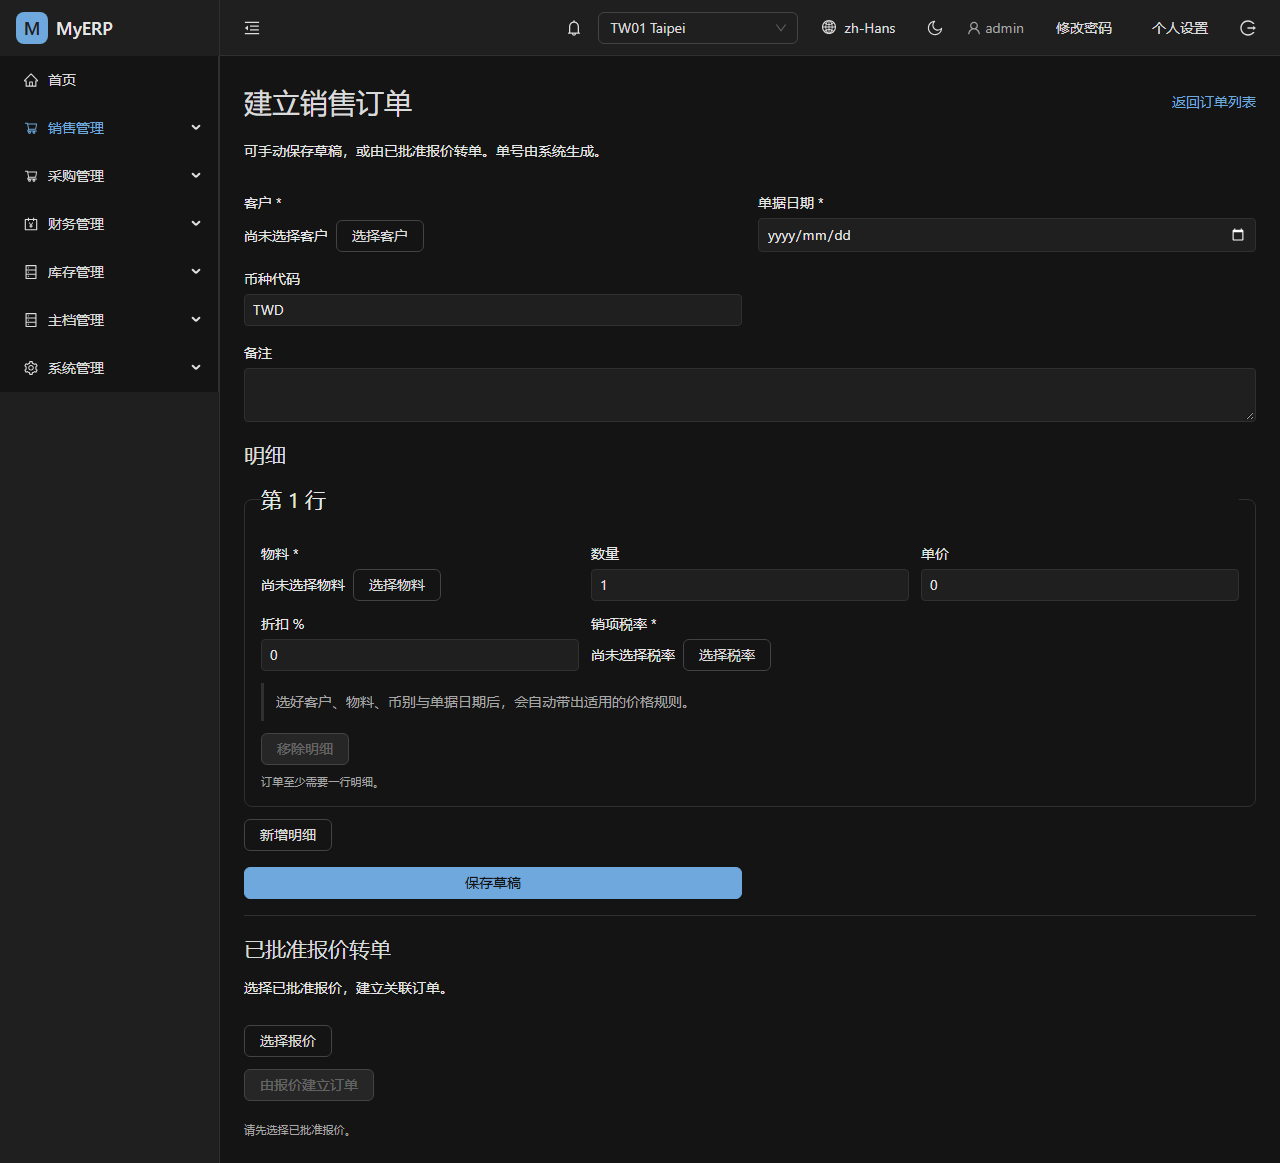 M MyERP
TW01 Taipei
zh-Hans
admin
修改密码
个人设置
首页
销售管理
采购管理
财务管理
库存管理
主档管理
系统管理
建立销售订单
返回订单列表
可手动保存草稿，或由已批准报价转单。单号由系统生成。
客户 *
单据日期 *
尚未选择客户 选择客户
yyyy/mm/dd
币种代码
TWD
备注
明细
第 1 行
物料 *
数量
单价
尚未选择物料 选择物料
1
0
折扣 %
销项税率 *
0
尚未选择税率 选择税率
选好客户、物料、币别与单据日期后，会自动带出适用的价格规则。
移除明细
订单至少需要一行明细。
新增明细
保存草稿
已批准报价转单
选择已批准报价，建立关联订单。
选择报价
由报价建立订单
请先选择已批准报价。